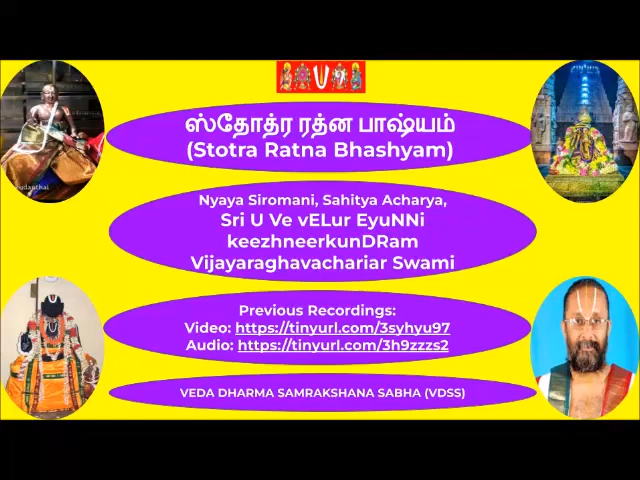 ஸ்தோத்ர ரத்ன பாஷ்யம்
(Stotra Ratna Bhashyam)
Nyaya Siromani, Sahitya Acharya,
Sri U Ve vELur EyuNNi
keezhneerkunDRam
Vijayaraghavachariar Swami
Previous Recordings:
Video: https://tinyurl.com/3syhyu97
Audio: https://tinyurl.com/3h9zzzs2
VEDA DHARMA SAMRAKSHANA SABHA (VDSS)